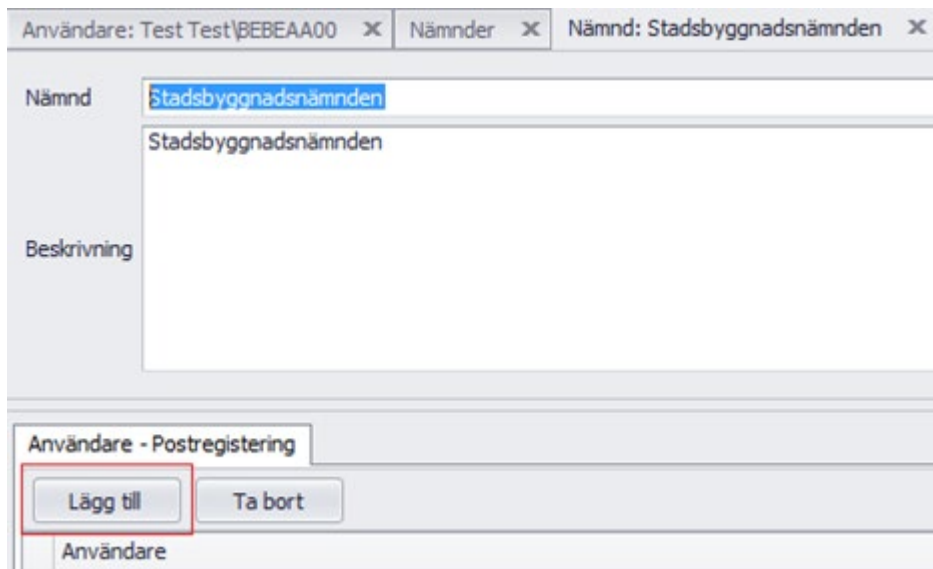 Användare: Test Test\BEBEAA00 Nämnder Nämnd: Stadsbyggnadsnämnden
Nämnd Stadsbyggnadsnämnden
Stadsbyggnadsnämnden
Beskrivning
Användare - Postregistering
Lägg till Ta bort
Användare